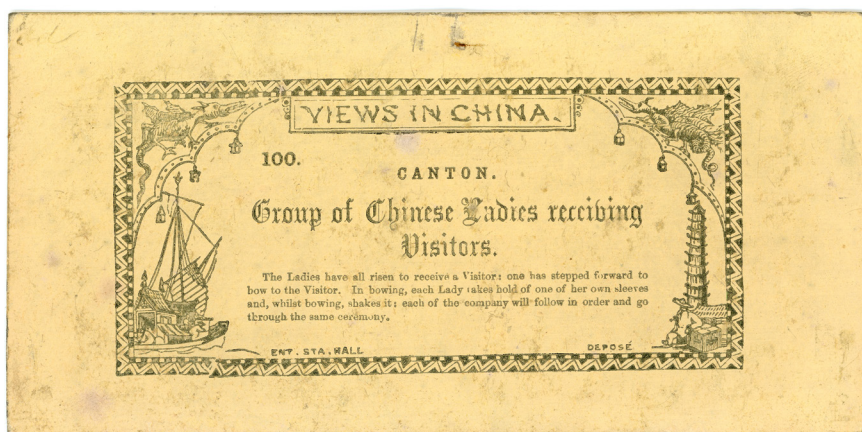 VIEWS IN CHINA.
100.
CANTON.
Group of Chinese Ladies receiving
Visitors.
The Ladies have all risen to receive a Visitor: one has stepped forward to
bow to the Visitor. In bowing, each Lady takes hold of one of her own sleeves
and, whilst bowing, shakes it; each of the company will follow in order and go
through the same ceremony.
ENT. STA. HALL
DEPOSÉ